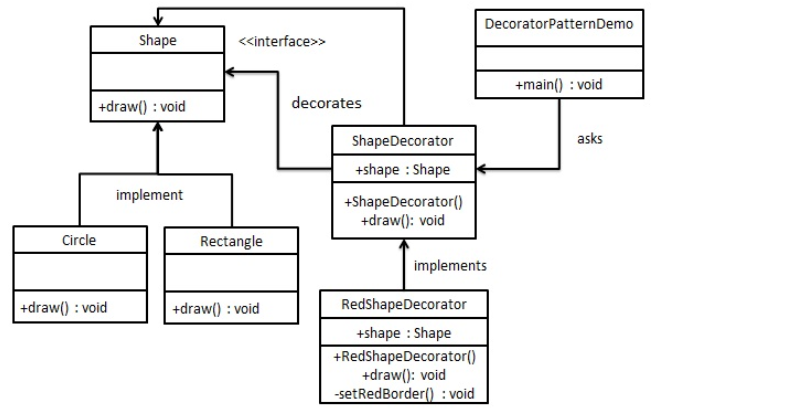 Shape
<<interface>>
+draw() : void
DecoratorPatternDemo
+main() : void
decorates
asks
ShapeDecorator
+shape : Shape
+ShapeDecorator()
+draw(): void
implement
Circle
+draw() : void
Rectangle
+draw() : void
implements
RedShapeDecorator
+shape : Shape
+RedShapeDecorator()
+draw(): void
-setRedBorder() : void